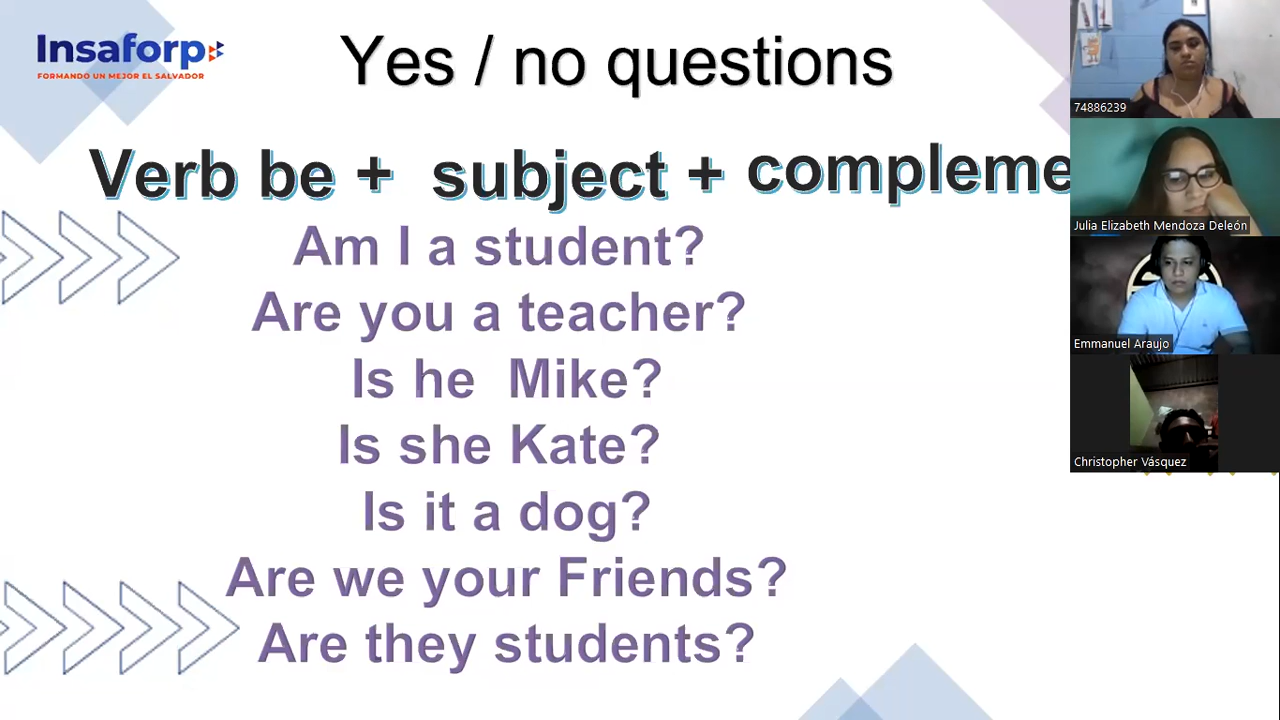 Insaforp
FORMANDO UN MEJOR EL SALVADOR
Yes / no questions
Verb be + subject + compleme
Am I a student?
Are you a teacher?
Is he Mike?
Is she Kate?
Is it a dog?
Are we your Friends?
Are they students?
74886239
Julia Elizabeth Mendoza Deleón
Emmanuel Araujo
Christopher Vásquez